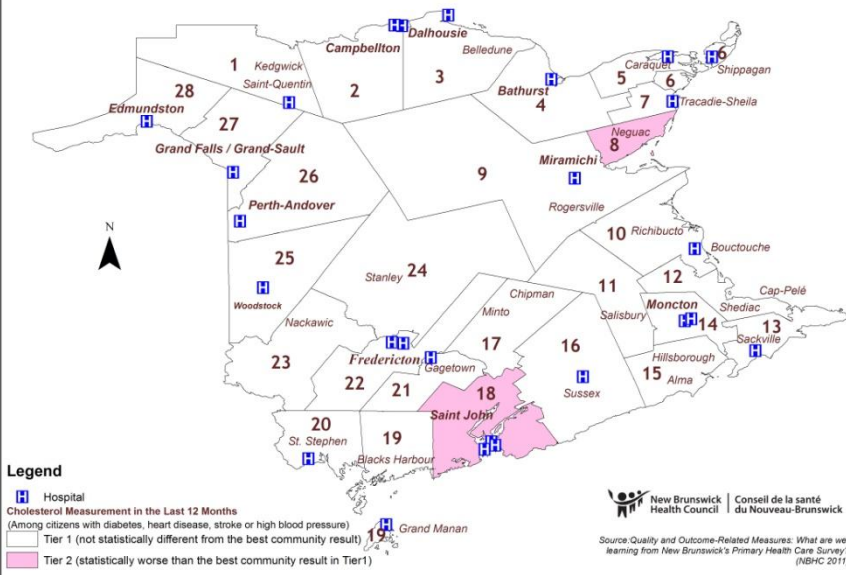 Dalhousie
Campbellton
Belledune
1
Kedgwick
Saint-Quentin
2
3
28
Edmundston
27
Grand Falls / Grand-Sault
Bathurst
4
5
Caraquet
6
6
Shippagan
7
Tracadie-Sheila
Neguac
8
26
9
Miramichi
Rogersville
Perth-Andover
N
10
Richibucto
Bouctouche
25
Woodstock
Stanley
24
11
12
Cap-Pelé
Chipman
Minto
Salisbury
Moncton
Shediac
14
13
Sackville
Nackawic
23
Fredericton
17
16
Gagetown
Hillsborough
15
Alma
Sussex
22
21
18
Saint John
20
St. Stephen
19
Blacks Harbour
Grand Manan
19
Legend
H Hospital
Cholesterol Measurement in the Last 12 Months
(Among citizens with diabetes, heart disease, stroke or high blood pressure)
Tier 1 (not statistically different from the best community result)
Tier 2 (statistically worse than the best community result in Tier1)
New Brunswick Health Council
Conseil de la santé du Nouveau-Brunswick
Source:Quality and Outcome-Related Measures: What are we
learning from New Brunswick's Primary Health Care Survey?
(NBHC 2011